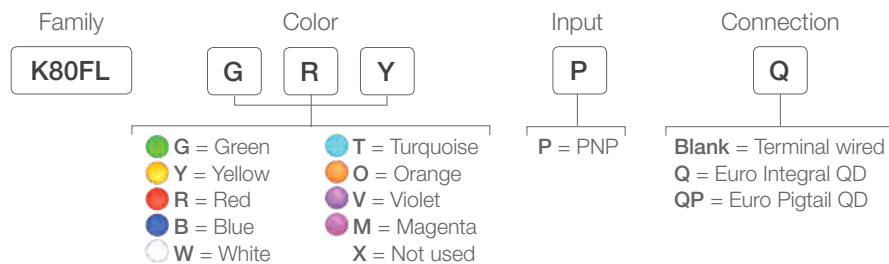 Family Color Input Connection
K80FL G R Y P Q
G = Green T = Turquoise P = PNP Blank = Terminal wired
Y = Yellow O = Orange Q = Euro Integral QD
R = Red V = Violet QP = Euro Pigtail QD
B = Blue M = Magenta
W = White X = Not used